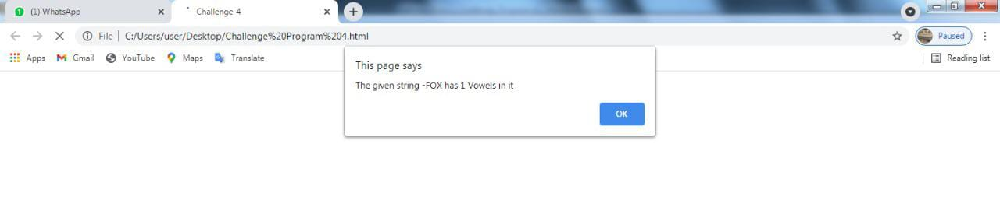 (1) WhatsApp
Challenge-4
File | C:/Users/user/Desktop/Challenge%20Program%204.html
Paused
Apps Gmail YouTube Maps Translate Reading list
This page says
The given string -FOX has 1 Vowels in it
OK